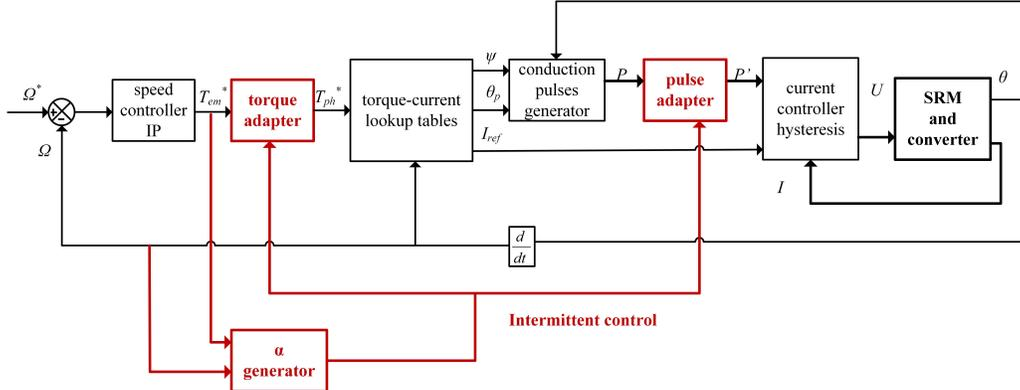 Ω*
+
−
Ω
speed
controller
IP
Tem*
torque
adapter
Tph*
torque-current
lookup tables
ψ
θp
Iref
conduction
pulses
generator
P
pulse
adapter
P’
current
controller
hysteresis
U
I
SRM
and
converter
θ
d
dt
Intermittent control
α
generator